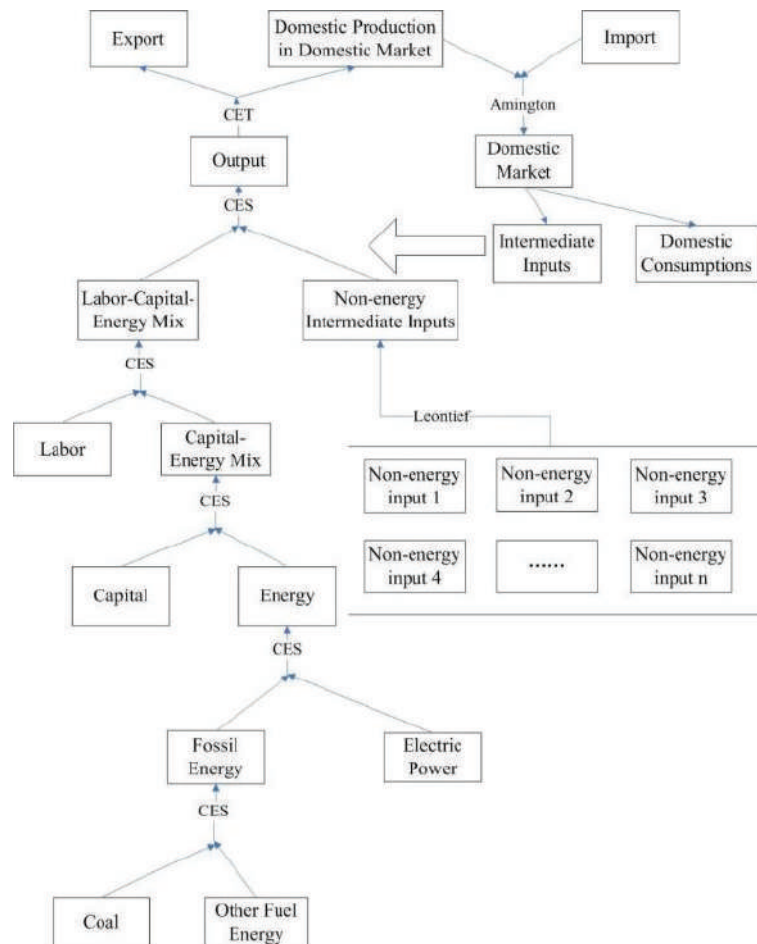 Export
Domestic Production
in Domestic Market
Import
CET
Amington
Output
Domestic
Market
CES
Intermediate
Inputs
Domestic
Consumptions
Labor-Capital-
Energy Mix
Non-energy
Intermediate Inputs
CES
Leontief
Labor
Capital-
Energy Mix
Non-energy
input 1
Non-energy
input 2
Non-energy
input 3
CES
Non-energy
input 4
......
Non-energy
input n
Capital
Energy
CES
Fossil
Energy
Electric
Power
CES
Coal
Other Fuel
Energy